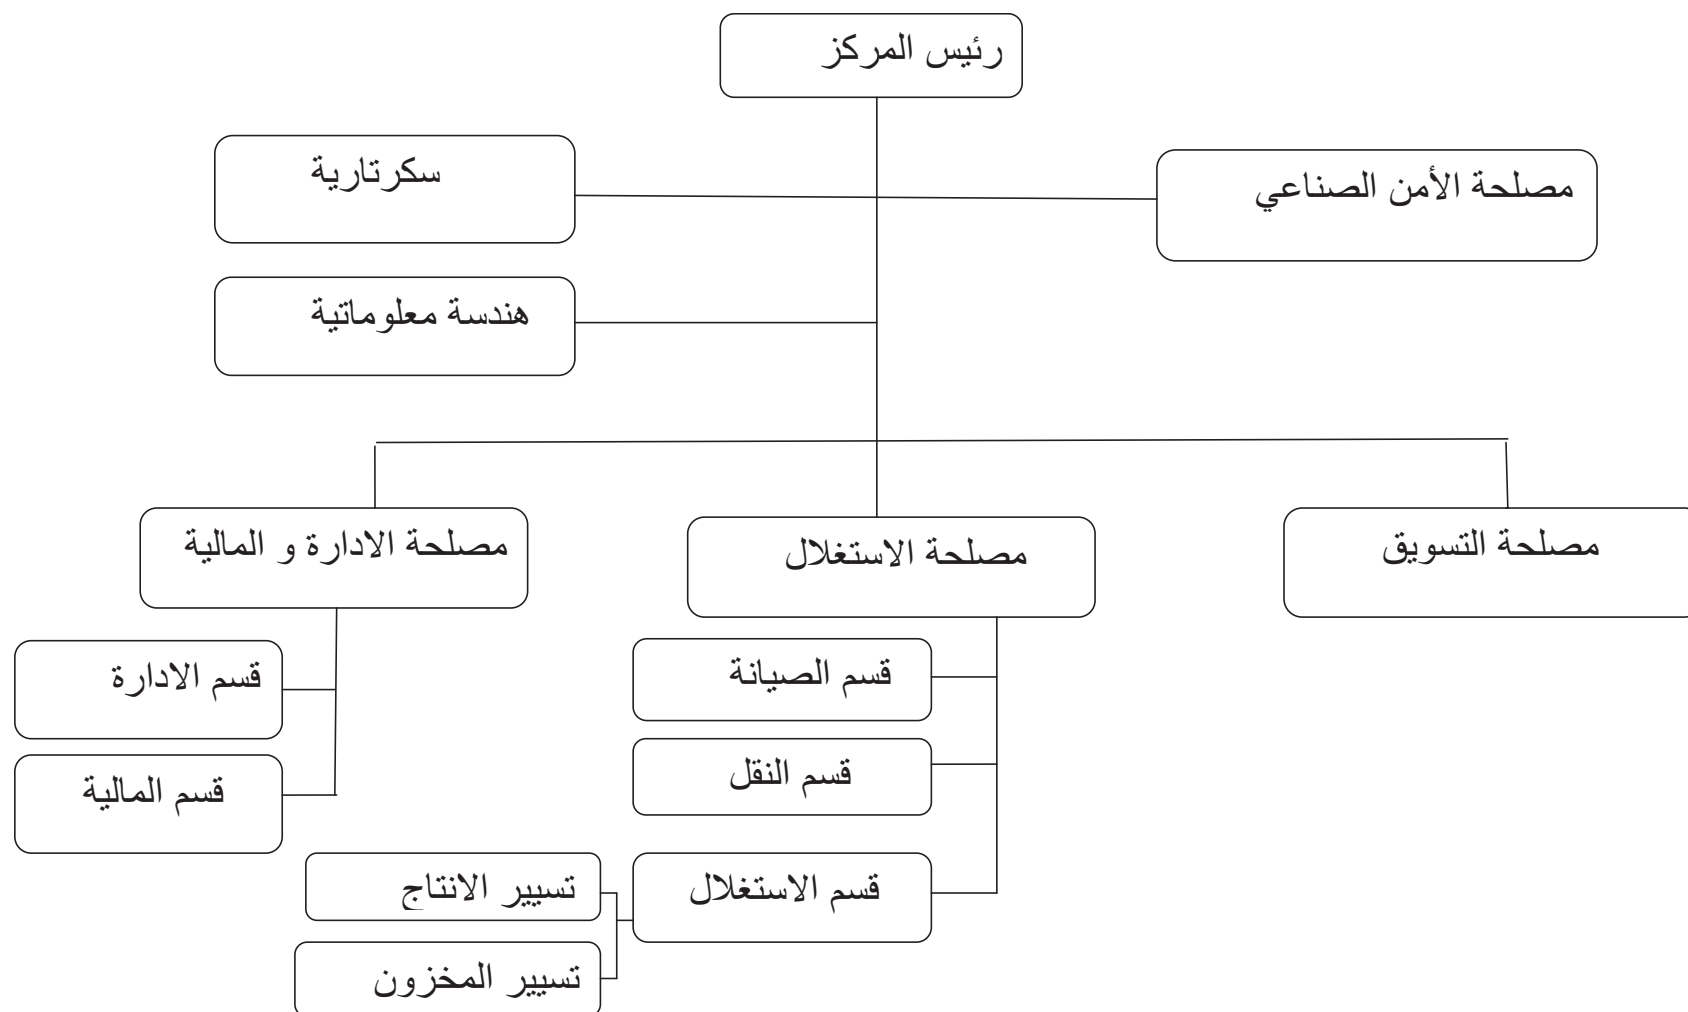 رئيس المركز
مصلحة الأمن الصناعي
سكرتارية
هندسة معلوماتية
مصلحة التسويق
مصلحة الاستغلال
مصلحة الادارة و المالية
قسم الصيانة
قسم الادارة
قسم النقل
قسم المالية
قسم الاستغلال
تسيير الانتاج
تسيير المخزون